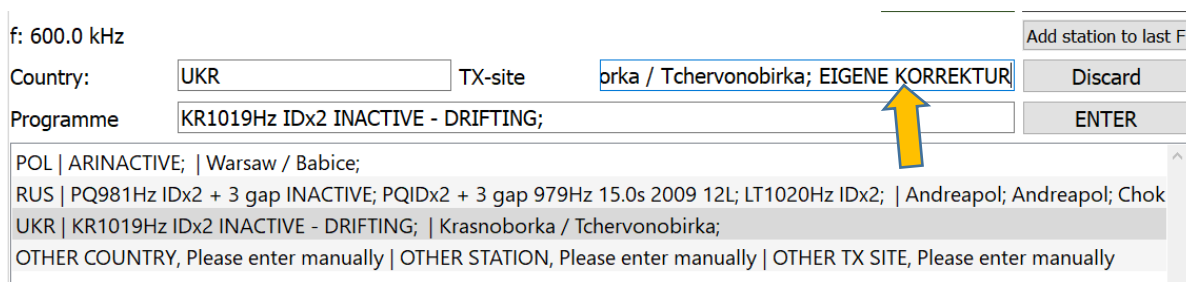 f: 600.0 kHz
Add station to last F
Country: UKR TX-site orka / Tchervonobirka; EIGENE KORREKTUR Discard
Programme KR1019Hz IDx2 INACTIVE - DRIFTING; ENTER
POL | ARINACTIVE; | Warsaw / Babice;
RUS | PQ981Hz IDx2 + 3 gap INACTIVE; PQIDx2 + 3 gap 979Hz 15.0s 2009 12L; LT1020Hz IDx2; | Andreapol; Andreapol; Chok
UKR | KR1019Hz IDx2 INACTIVE - DRIFTING; | Krasnoborka / Tchervonobirka;
OTHER COUNTRY, Please enter manually | OTHER STATION, Please enter manually | OTHER TX SITE, Please enter manually